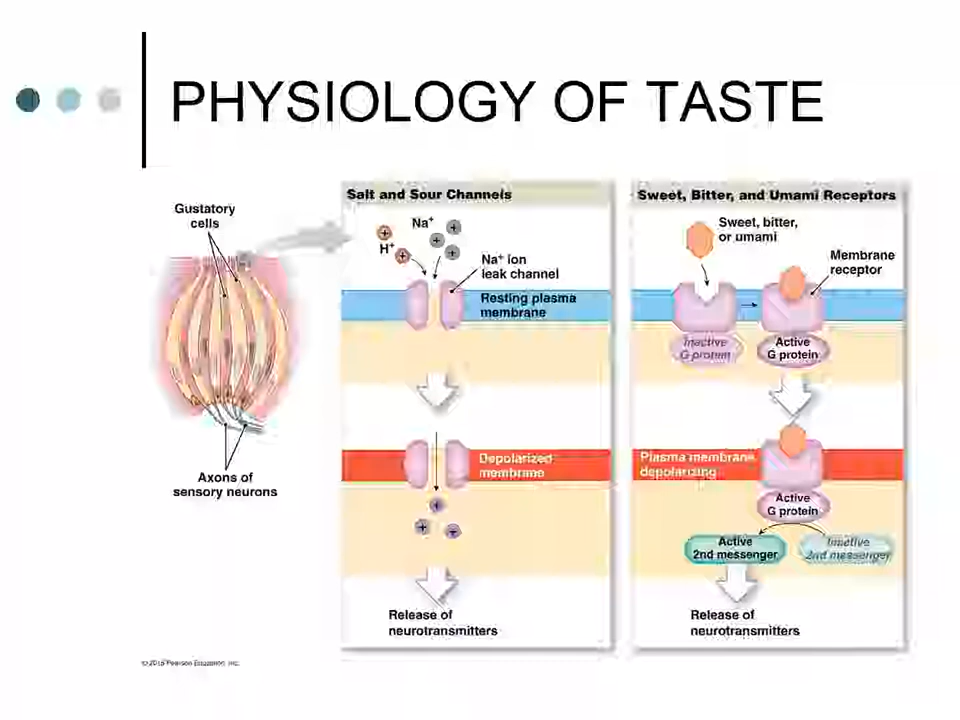 PHYSIOLOGY OF TASTE
Gustatory
cells
Axons of
sensory neurons
Salt and Sour Channels
Na⁺
H⁺
Na⁺ ion
leak channel
Resting plasma
membrane
Depolarized
membrane
Release of
neurotransmitters
Sweet, Bitter, and Umami Receptors
Sweet, bitter,
or umami
Membrane
receptor
Inactive
G protein
Active
G protein
Plasma membrane
depolarizing
Active
G protein
Active
2nd messenger
Inactive
2nd messenger
Release of
neurotransmitters
© 2015 Pearson Education, Inc.